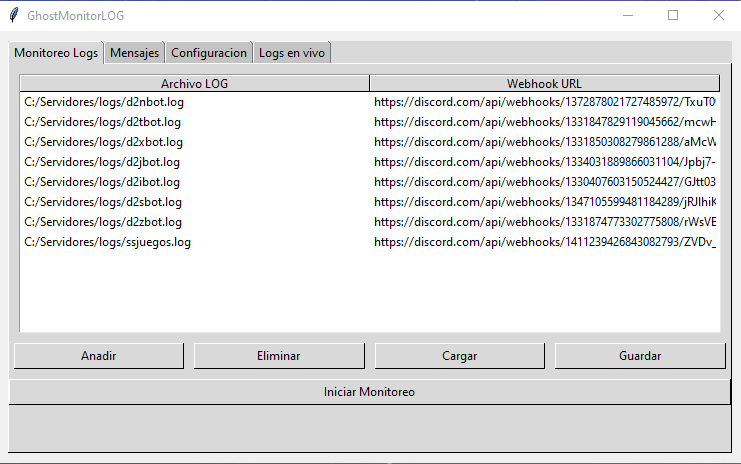 GhostMonitorLOG
Monitoreo Logs Mensajes Configuracion Logs en vivo
Archivo LOG Webhook URL
C:/Servidores/logs/d2nbot.log https://discord.com/api/webhooks/1372878021727485972/TxuT0
C:/Servidores/logs/d2tbot.log https://discord.com/api/webhooks/1331847829119045662/mcwH
C:/Servidores/logs/d2xbot.log https://discord.com/api/webhooks/1331850308279861288/aMcW
C:/Servidores/logs/d2jbot.log https://discord.com/api/webhooks/1334031889866031104/Jpbj7-
C:/Servidores/logs/d2ibot.log https://discord.com/api/webhooks/1330407603150524427/GJtt03
C:/Servidores/logs/d2sbot.log https://discord.com/api/webhooks/1347105599481184289/jRJIhiK
C:/Servidores/logs/d2zbot.log https://discord.com/api/webhooks/1331874773302775808/rWsVE
C:/Servidores/logs/ssjuegos.log https://discord.com/api/webhooks/1411239426843082793/ZVDv_
Anadir Eliminar Cargar Guardar
Iniciar Monitoreo